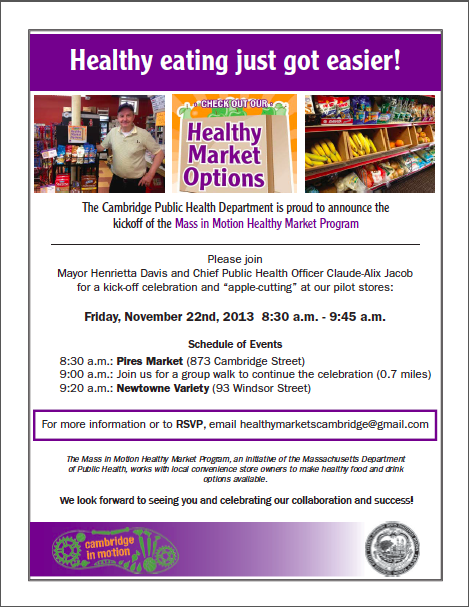 Healthy eating just got easier!
CHECK OUT OUR
Healthy
Market
Options
The Cambridge Public Health Department is proud to announce the
kickoff of the Mass in Motion Healthy Market Program
Please join
Mayor Henrietta Davis and Chief Public Health Officer Claude-Alix Jacob
for a kick-off celebration and “apple-cutting” at our pilot stores:
Friday, November 22nd, 2013 8:30 a.m. - 9:45 a.m.
Schedule of Events
8:30 a.m.: Pires Market (873 Cambridge Street)
9:00 a.m.: Join us for a group walk to continue the celebration (0.7 miles)
9:20 a.m.: Newtowne Variety (93 Windsor Street)
For more information or to RSVP, email healthymarketscambridge@gmail.com
The Mass in Motion Healthy Market Program, an initiative of the Massachusetts Department
of Public Health, works with local convenience store owners to make healthy food and drink
options available.
We look forward to seeing you and celebrating our collaboration and success!
cambridge
in motion